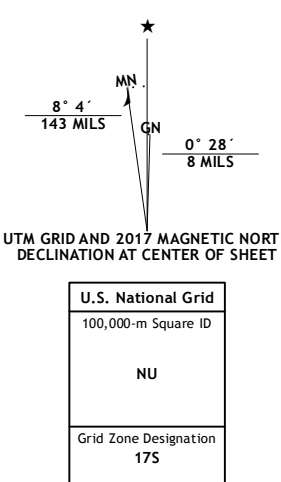 MN
GN
8° 4´
143 MILS
0° 28´
8 MILS
UTM GRID AND 2017 MAGNETIC NORT
DECLINATION AT CENTER OF SHEET
U.S. National Grid
100,000-m Square ID
NU
Grid Zone Designation
17S